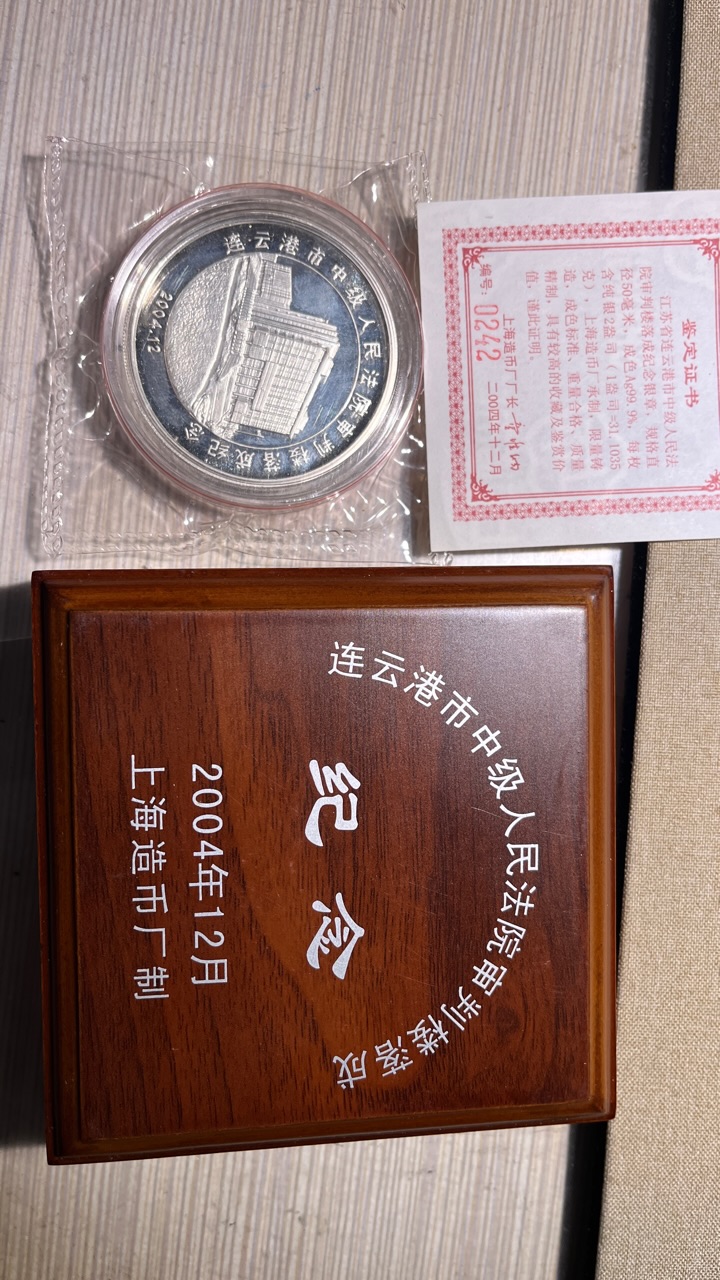 连云港市中级人民法院审判楼落成纪念
2004.12
鉴定证书
江苏省连云港市中级人民法
院审判楼落成纪念银章，规格直
径50毫米，成色Ag99.9%，每枚
含纯银2盎司（1盎司=31.1035
克），上海造币厂承制，限量铸
造，成色标准、重量合格、质量
精制，具有较高的收藏及鉴赏价
值，谨此证明。
上海造币厂厂长
二〇〇四年十二月
编号：0242
连云港市中级人民法院审判楼落成
纪念
2004年12月
上海造币厂制